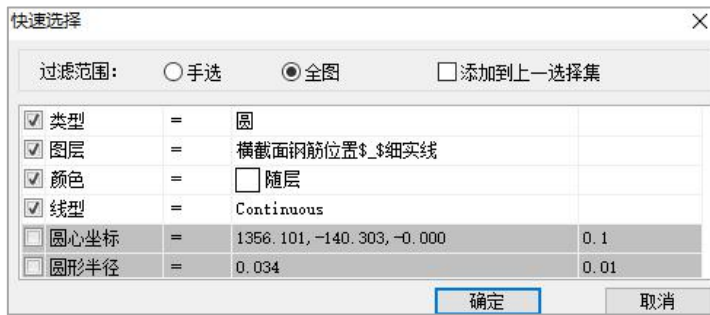 快速选择
过滤范围： 手选 全图 添加到上一选择集
类型 = 圆
图层 = 横截面钢筋位置$_$细实线
颜色 = 随层
线型 = Continuous
圆心坐标 = 1356.101,-140.303,-0.000 0.1
圆形半径 = 0.034 0.01
确定 取消